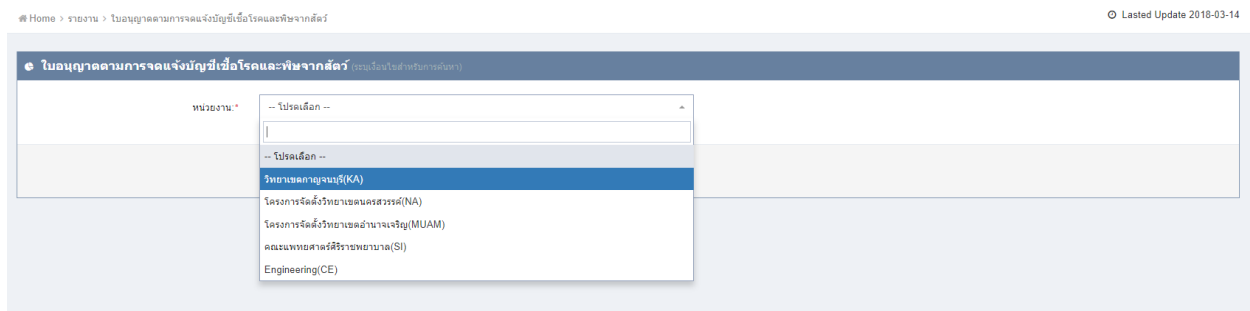 Home > รายงาน > ใบอนุญาตตามการจดแจ้งบัญชีเชื้อโรคและพิษจากสัตว์
Lasted Update 2018-03-14
ใบอนุญาตตามการจดแจ้งบัญชีเชื้อโรคและพิษจากสัตว์ (ระบุเงื่อนไขสำหรับการค้นหา)
หน่วยงาน:* -- โปรดเลือก --
-- โปรดเลือก --
วิทยาเขตกาญจนบุรี(KA)
โครงการจัดตั้งวิทยาเขตนครสวรรค์(NA)
โครงการจัดตั้งวิทยาเขตอำนาจเจริญ(MUAM)
คณะแพทยศาตร์ศิริราชพยาบาล(SI)
Engineering(CE)